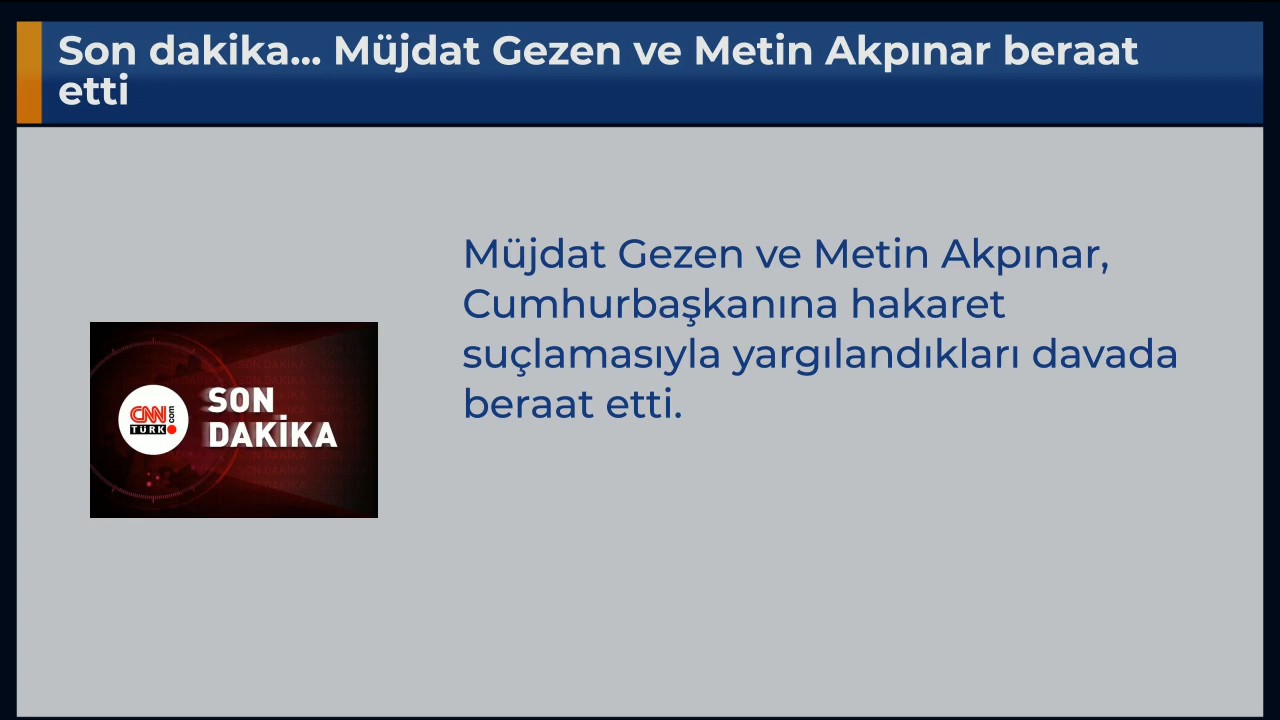 Son dakika... Müjdat Gezen ve Metin Akpınar beraat
etti
Müjdat Gezen ve Metin Akpınar,
Cumhurbaşkanına hakaret
suçlamasıyla yargılandıkları davada
beraat etti.
CNN
TÜRK
.com
SON
DAKİKA